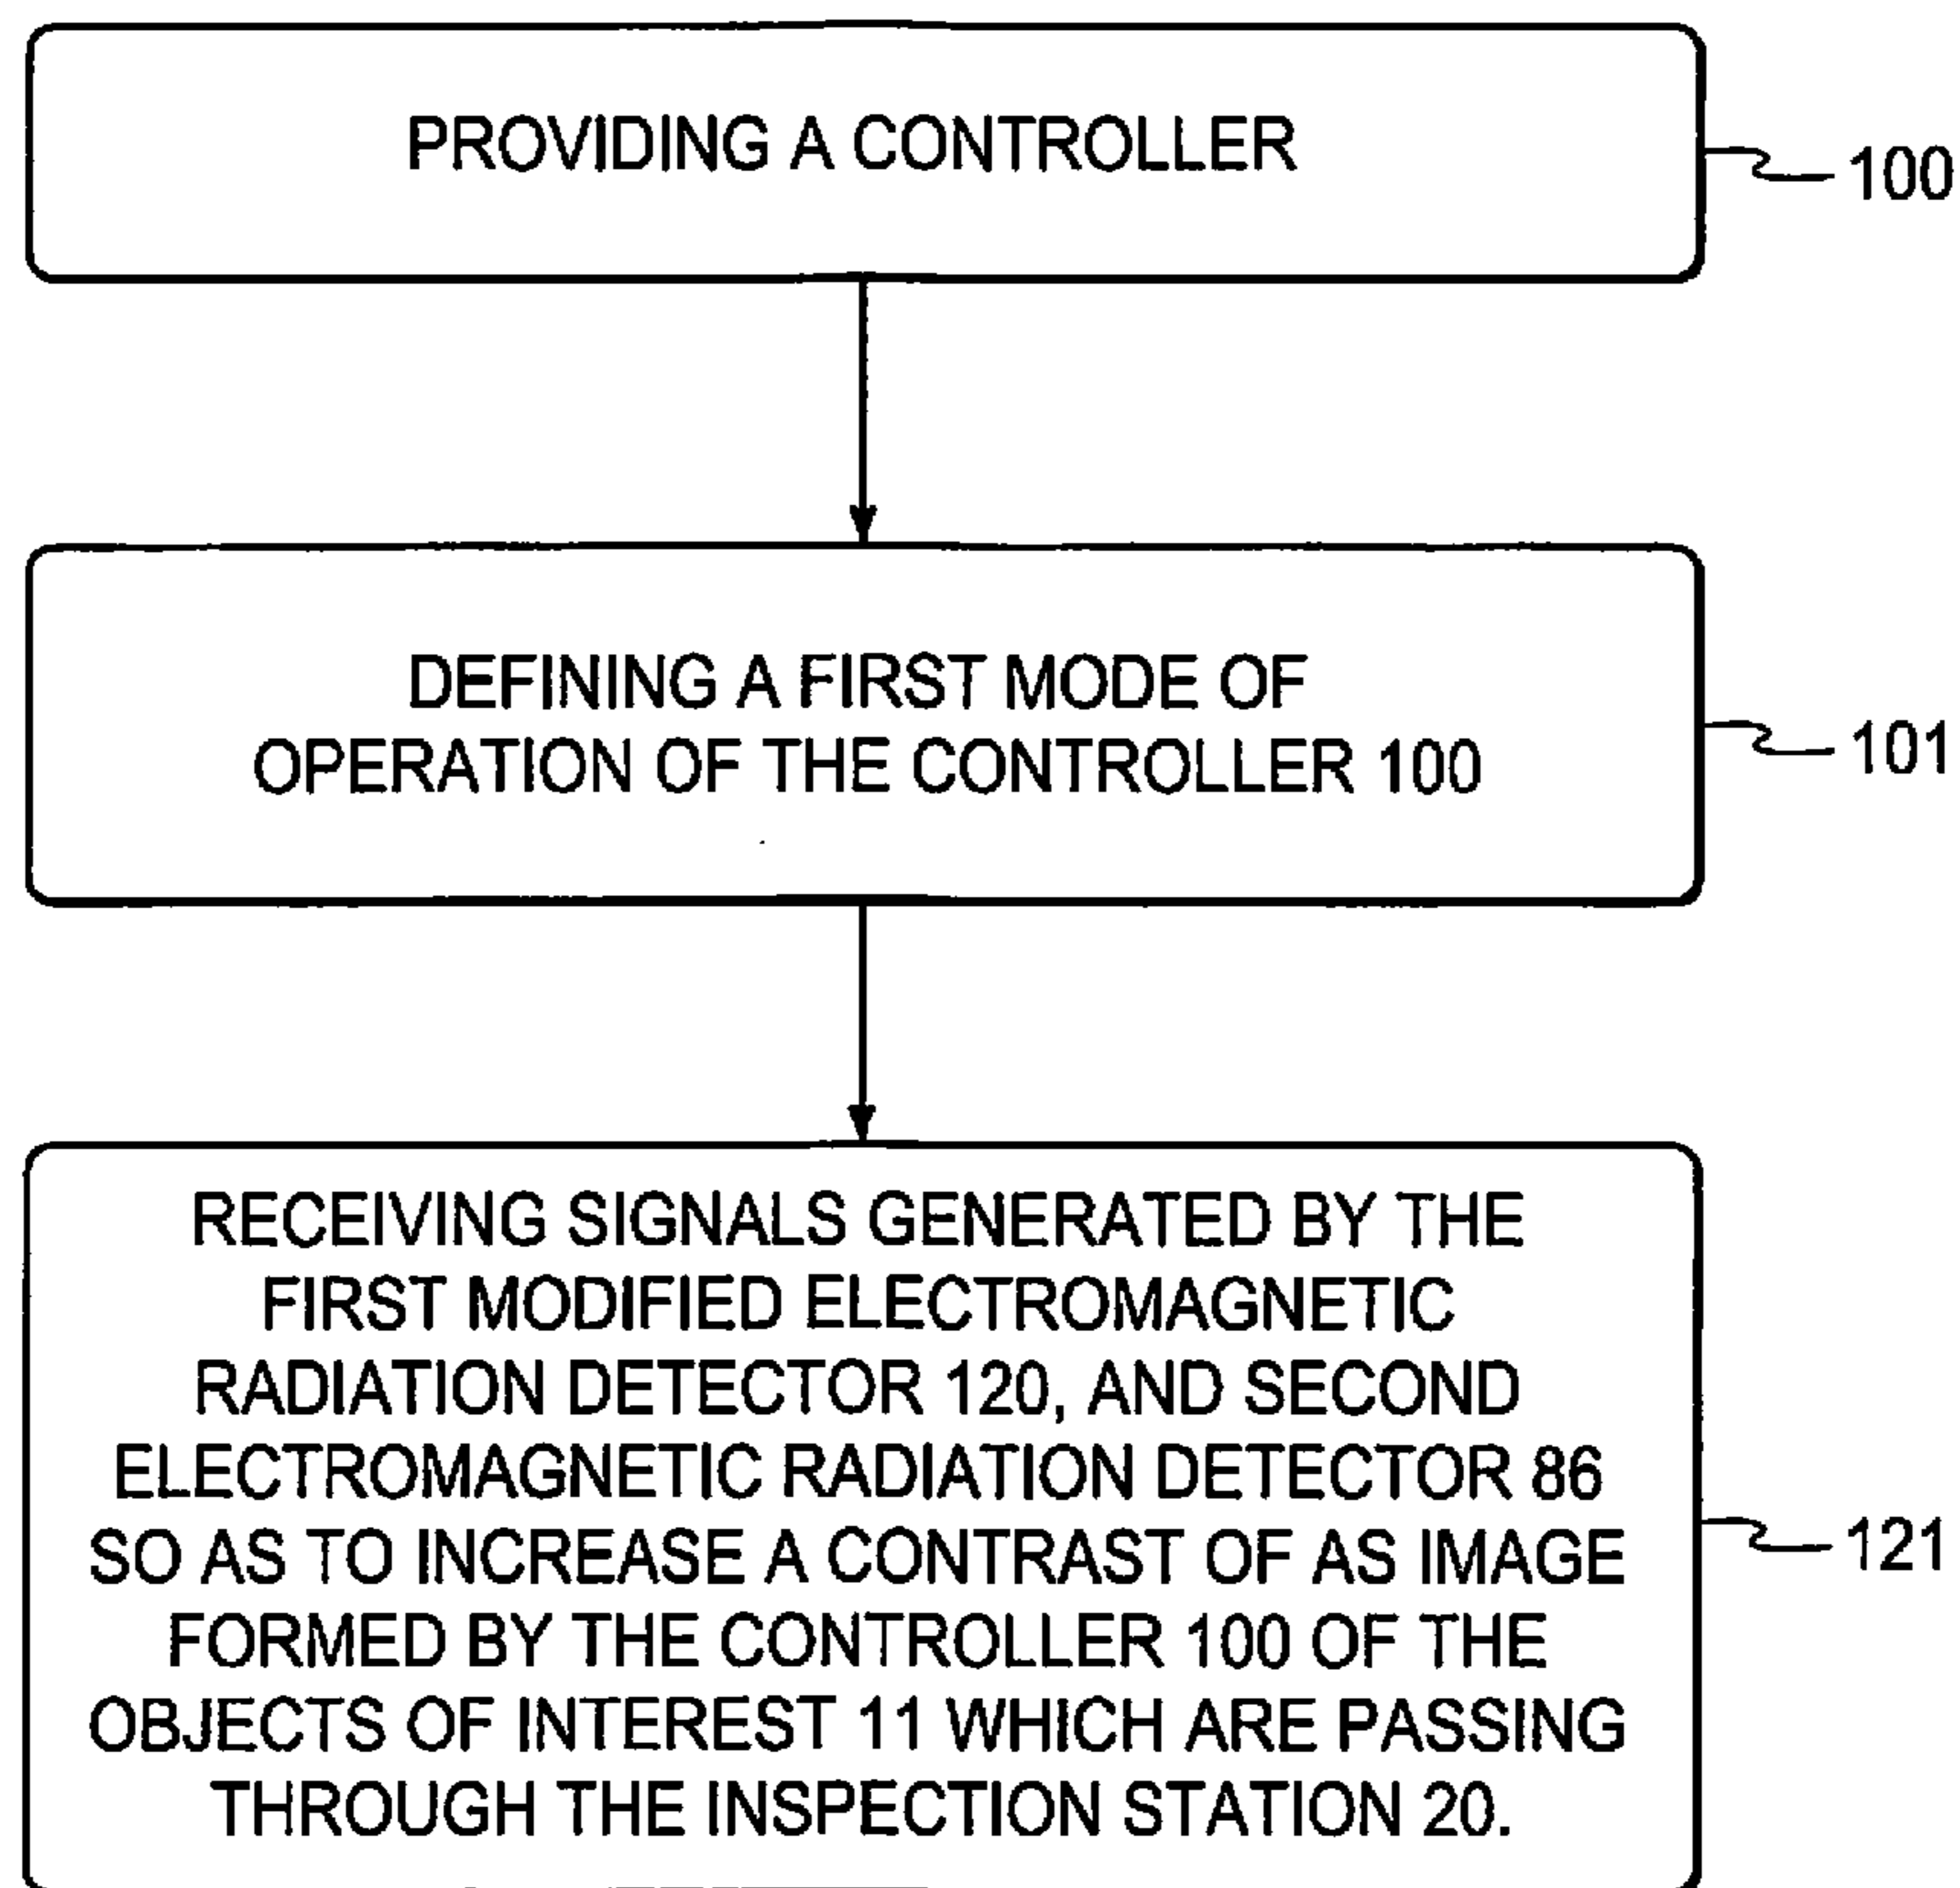 PROVIDING A CONTROLLER
100
DEFINING A FIRST MODE OF
OPERATION OF THE CONTROLLER 100
101
RECEIVING SIGNALS GENERATED BY THE
FIRST MODIFIED ELECTROMAGNETIC
RADIATION DETECTOR 120, AND SECOND
ELECTROMAGNETIC RADIATION DETECTOR 86
SO AS TO INCREASE A CONTRAST OF AS IMAGE
FORMED BY THE CONTROLLER 100 OF THE
OBJECTS OF INTEREST 11 WHICH ARE PASSING
THROUGH THE INSPECTION STATION 20.
121